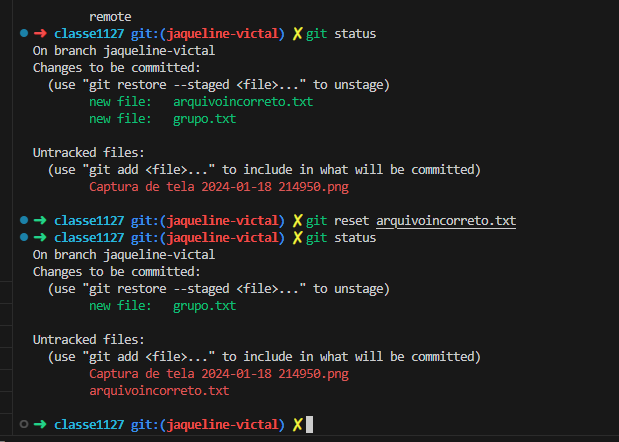 remote
➜ classe1127 git:(jaqueline-victal) ✗ git status
On branch jaqueline-victal
Changes to be committed:
(use "git restore --staged <file>..." to unstage)
new file: arquivoincorreto.txt
new file: grupo.txt
Untracked files:
(use "git add <file>..." to include in what will be committed)
Captura de tela 2024-01-18 214950.png
➜ classe1127 git:(jaqueline-victal) ✗ git reset arquivoincorreto.txt
➜ classe1127 git:(jaqueline-victal) ✗ git status
On branch jaqueline-victal
Changes to be committed:
(use "git restore --staged <file>..." to unstage)
new file: grupo.txt
Untracked files:
(use "git add <file>..." to include in what will be committed)
Captura de tela 2024-01-18 214950.png
arquivoincorreto.txt
➜ classe1127 git:(jaqueline-victal) ✗